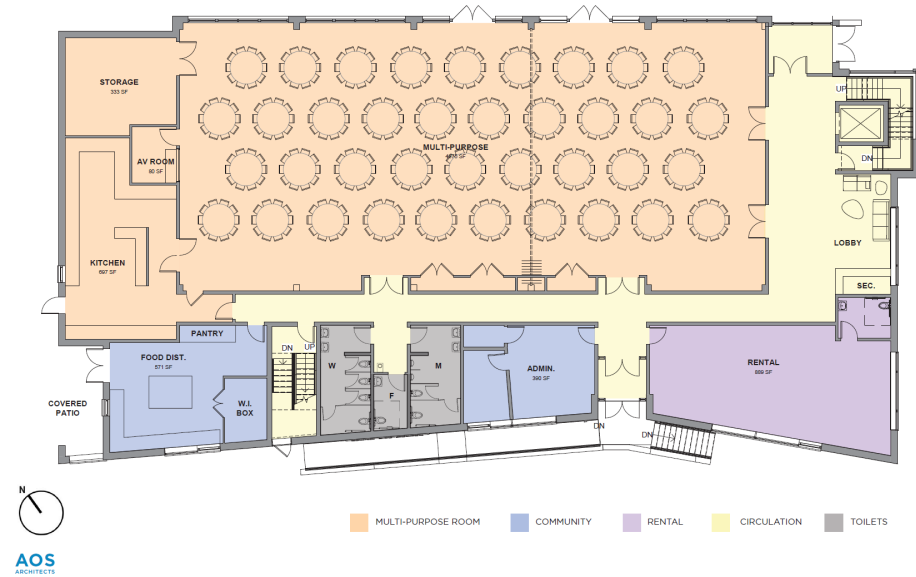 STORAGE
333 SF
UP
AV ROOM
80 SF
MULTI-PURPOSE
DN
KITCHEN
697 SF
LOBBY
SEC.
PANTRY
FOOD DIST.
571 SF
DN
UP
W
M
F
ADMIN.
390 SF
RENTAL
889 SF
W.I.
BOX
COVERED
PATIO
DN
DN
N
MULTI-PURPOSE ROOM
COMMUNITY
RENTAL
CIRCULATION
TOILETS
AOS
ARCHITECTS